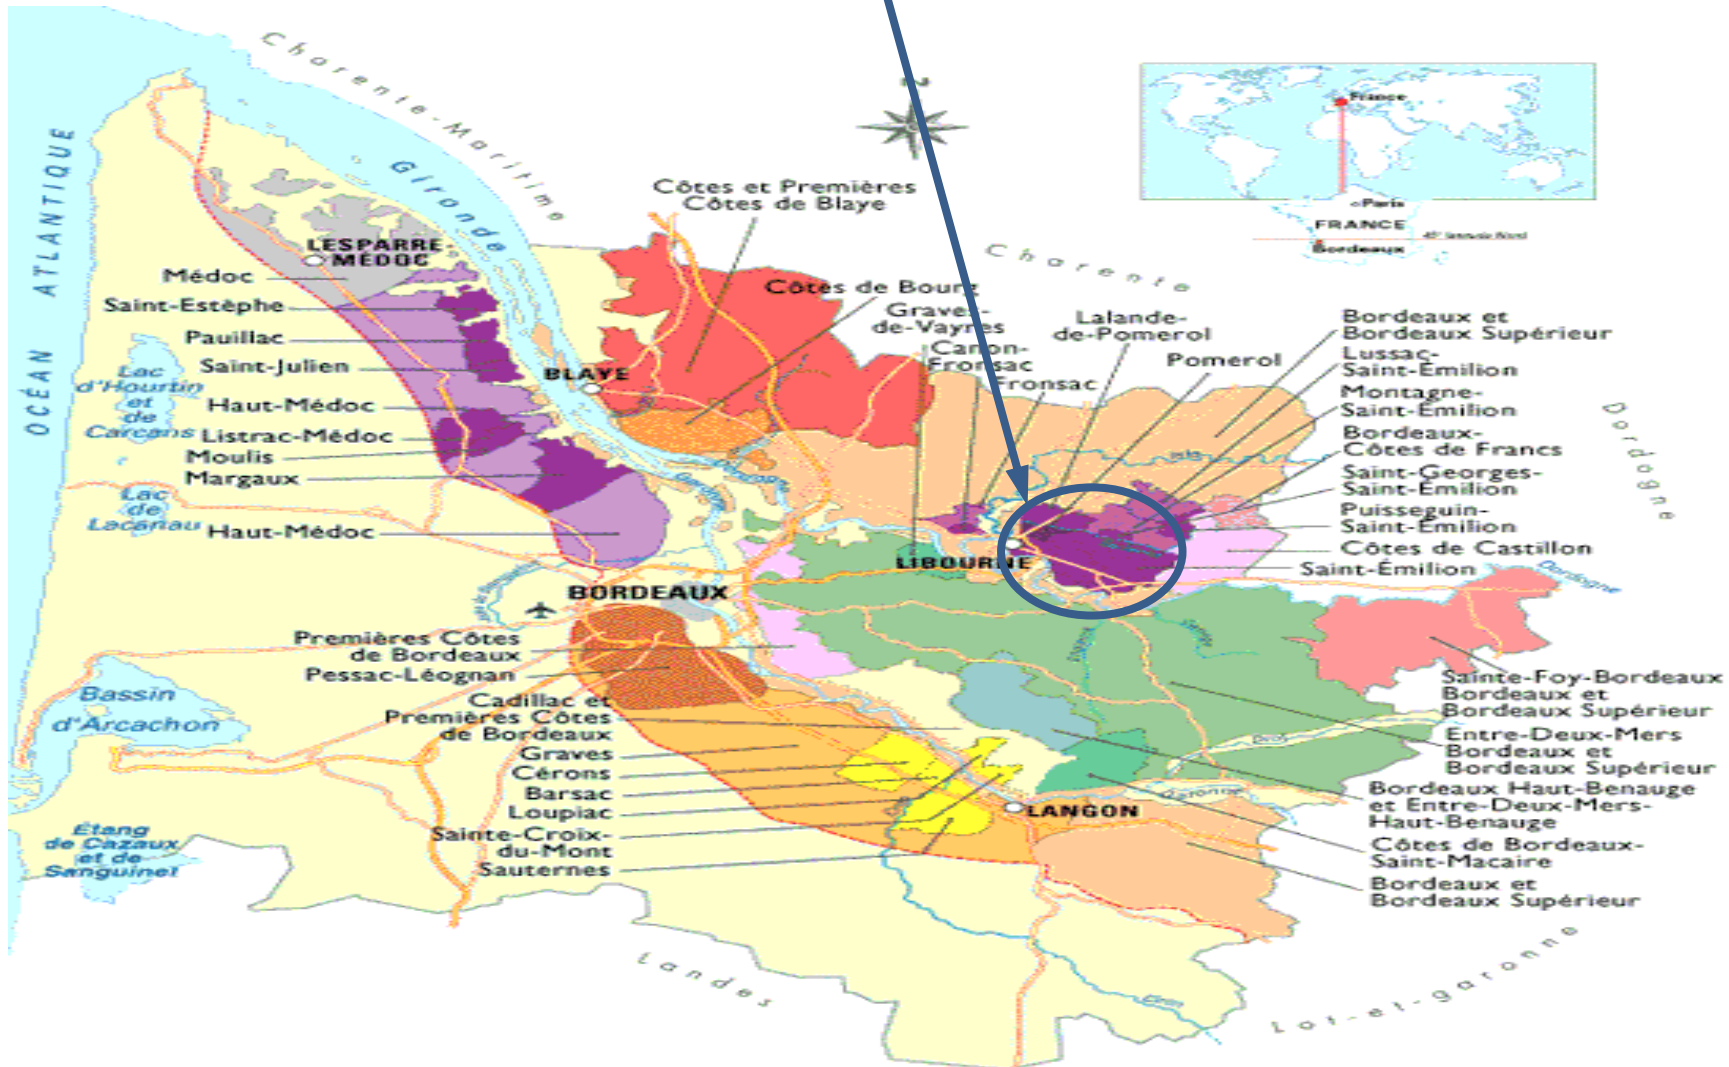 Charente-Maritime
N
France
Paris
FRANCE
Bordeaux
OCÉAN ATLANTIQUE
Gironde
Charente
Dordogne
Côtes et Premières
Côtes de Blaye
LESPARRE-
MÉDOC
Médoc
Saint-Estèphe
Pauillac
Saint-Julien
Haut-Médoc
Listrac-Médoc
Moulis
Margaux
Haut-Médoc
Lac
d'Hourtin
et
de
Carcans
Lac
de
Lacanau
Côtes de Bourg
Graves-
de-Vayres
Canon-
Fronsac
Fronsac
Lalande-
de-Pomerol
Pomerol
BLAYE
Bordeaux et
Bordeaux Supérieur
Lussac-
Saint-Émilion
Montagne-
Saint-Émilion
Bordeaux-
Côtes de Francs
Saint-Georges-
Saint-Émilion
Puisseguin-
Saint-Émilion
Côtes de Castillon
Saint-Émilion
Isle
LIBOURNE
BORDEAUX
Dordogne
Premières Côtes
de Bordeaux
Pessac-Léognan
Cadillac et
Premières Côtes
de Bordeaux
Graves
Cérons
Barsac
Loupiac
Sainte-Croix-
du-Mont
Sauternes
Bassin
d'Arcachon
Étang
de Cazaux
et de
Sanguinet
LANGON
Sainte-Foy-Bordeaux
Bordeaux et
Bordeaux Supérieur
Entre-Deux-Mers
Bordeaux et
Bordeaux Supérieur
Bordeaux Haut-Benauge
et Entre-Deux-Mers-
Haut-Benauge
Côtes de Bordeaux-
Saint-Macaire
Bordeaux et
Bordeaux Supérieur
Dropt
Garonne
Landes
Lot-et-garonne